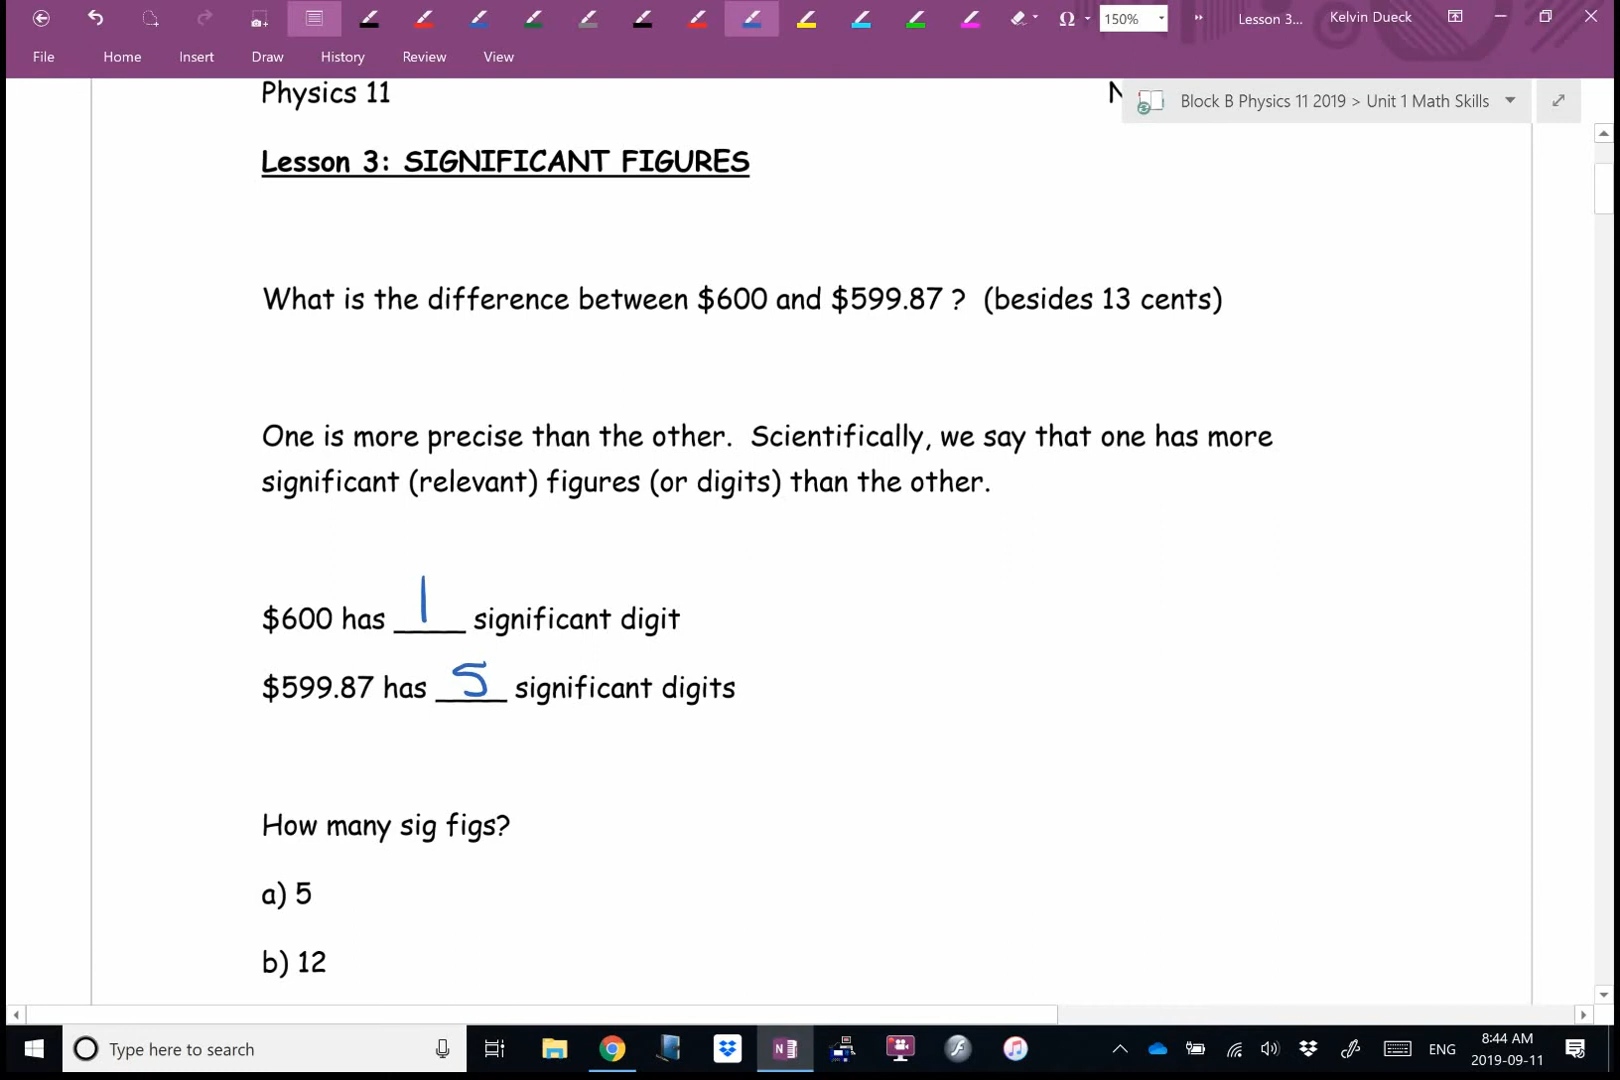 150%
Lesson 3...
Kelvin Dueck
File Home Insert Draw History Review View
Physics 11
Block B Physics 11 2019 > Unit 1 Math Skills
Lesson 3: SIGNIFICANT FIGURES
What is the difference between $600 and $599.87 ? (besides 13 cents)
One is more precise than the other. Scientifically, we say that one has more
significant (relevant) figures (or digits) than the other.
$600 has 1 significant digit
$599.87 has 5 significant digits
How many sig figs?
a) 5
b) 12
Type here to search
ENG
8:44 AM
2019-09-11